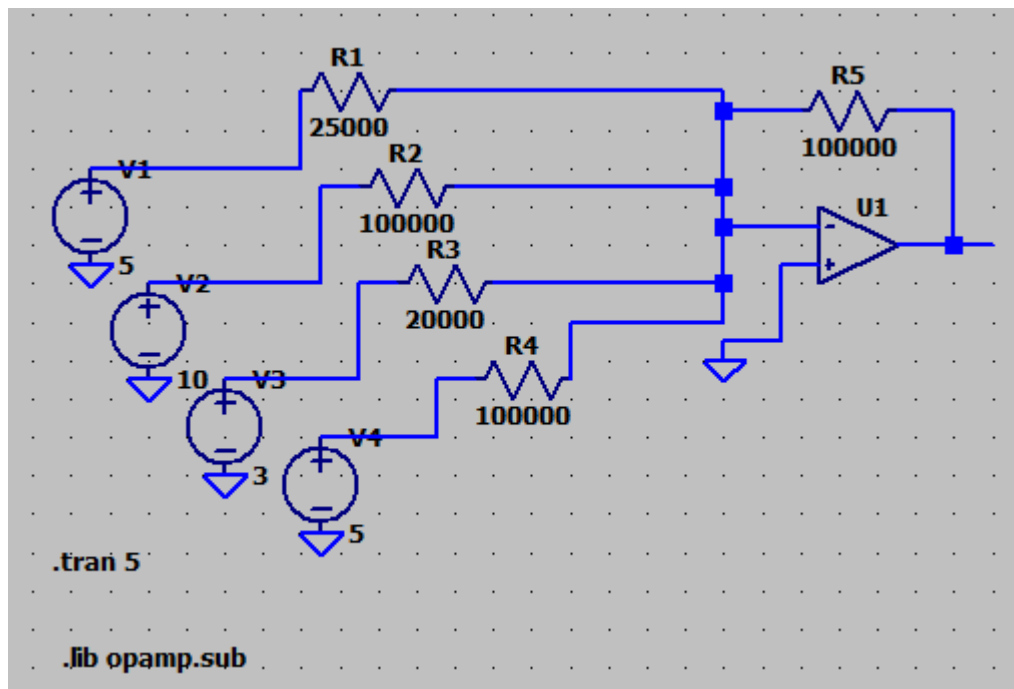 R1
25000
R5
100000
R2
100000
V1
5
U1
-
+
R3
20000
V2
10
R4
100000
V3
3
V4
5
.tran 5
.lib opamp.sub